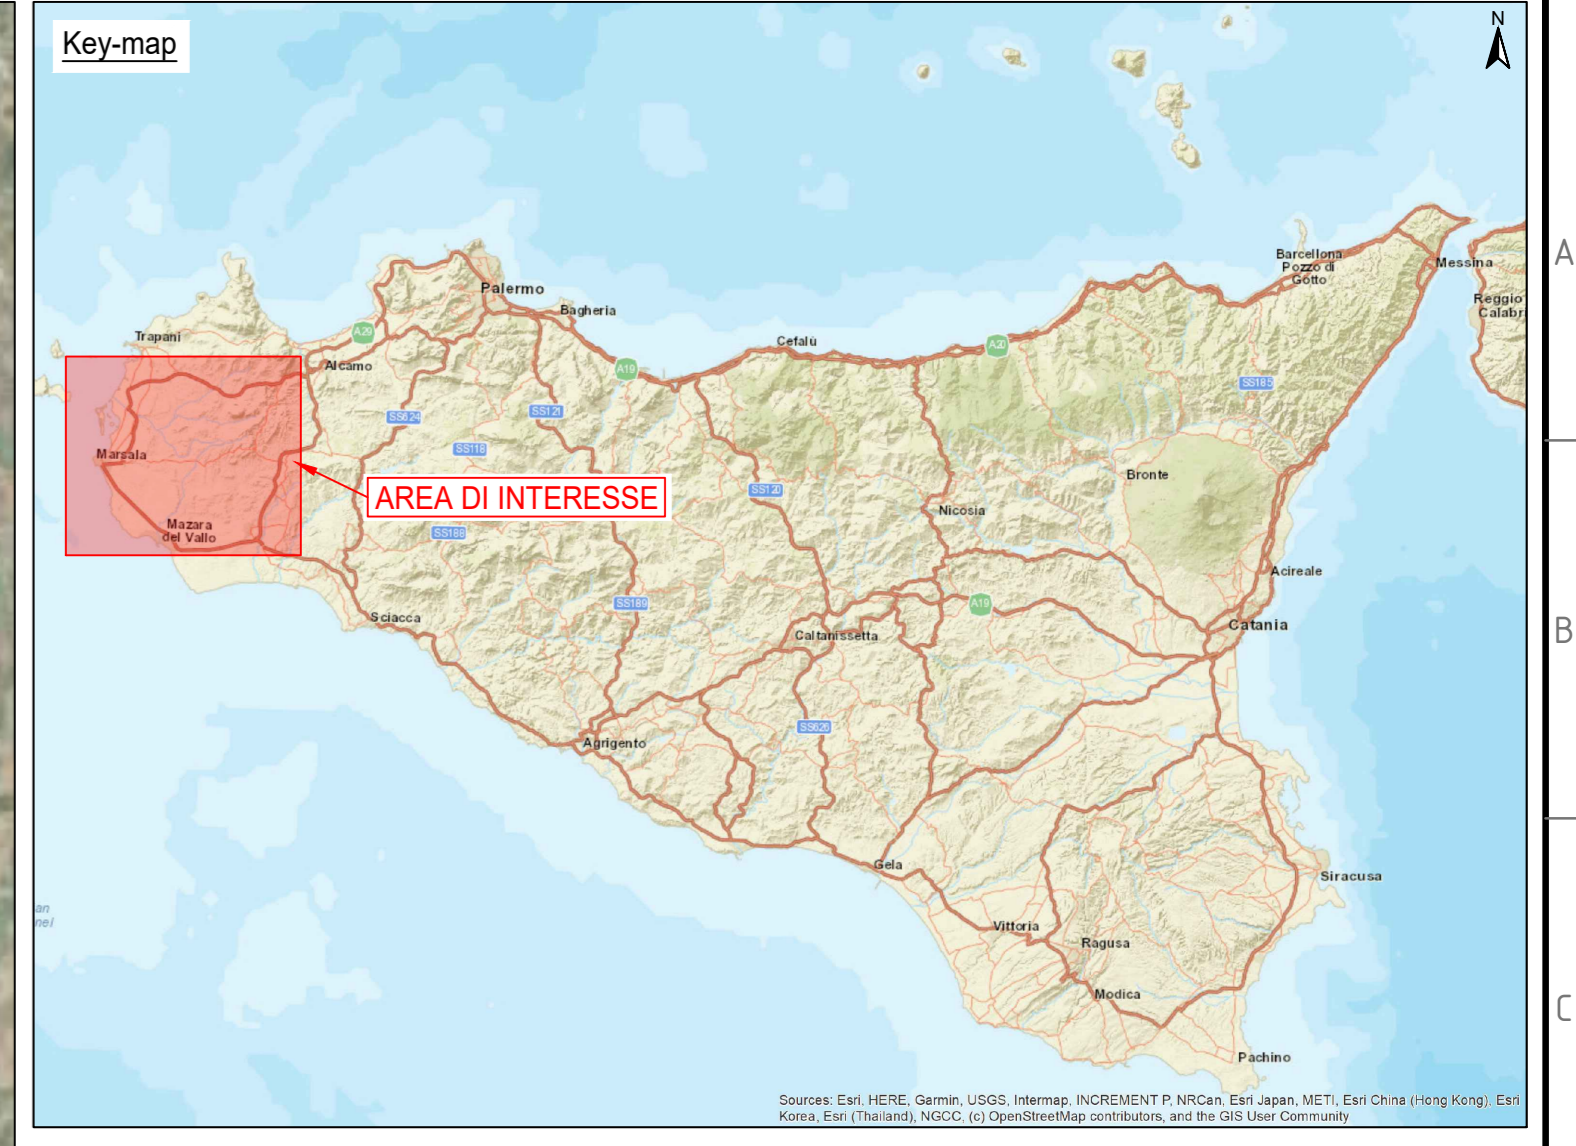 Key-map
N
A
Barcellona
Pozzo di
Gotto
Messina
Reggio
Calabr
Palermo
Bagheria
Trapani
A29
Cefalù
A20
Alcamo
A19
SS185
SS624
SS121
SS118
Marsala
Bronte
AREA DI INTERESSE
SS120
Nicosia
Mazara
del Vallo
SS188
Acireale
SS189
A19
Sciacca
Catania
B
Caltanissetta
SS626
Agrigento
Gela
Siracusa
an
nei
Vittoria
Ragusa
Modica
C
Pachino
Sources: Esri, HERE, Garmin, USGS, Intermap, INCREMENT P, NRCan, Esri Japan, METI, Esri China (Hong Kong), Esri
Korea, Esri (Thailand), NGCC, (c) OpenStreetMap contributors, and the GIS User Community